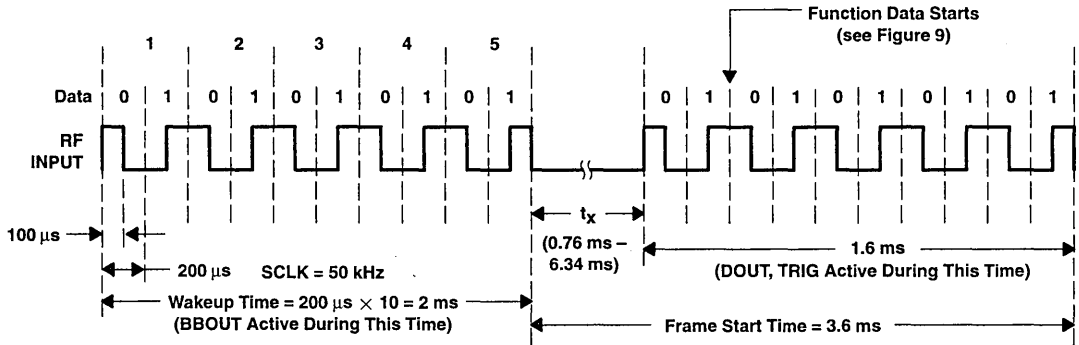 Function Data Starts
(see Figure 9)
1 2 3 4 5
Data 0 1 0 1 0 1 0 1 0 1 0 1 0 1 0 1 0 1 0 1
RF
INPUT
tx
100 µs
(0.76 ms –
6.34 ms)
1.6 ms
(DOUT, TRIG Active During This Time)
200 µs SCLK = 50 kHz
Wakeup Time = 200 µs × 10 = 2 ms
(BBOUT Active During This Time)
Frame Start Time = 3.6 ms